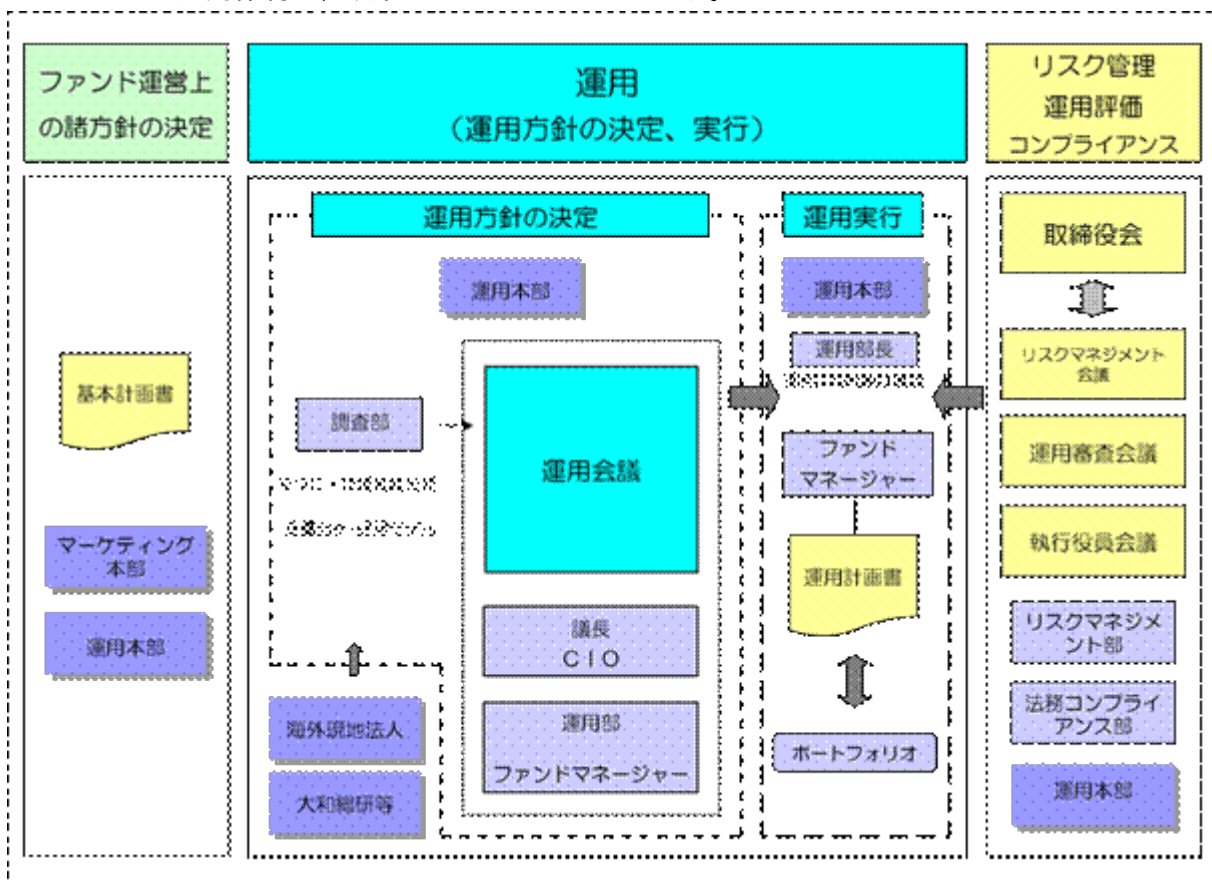 ファンド運営上
の諸方針の決定
運用
(運用方針の決定、実行)
リスク管理
運用評価
コンプライアンス
基本計画書
マーケティング
本部
運用本部
運用方針の決定
運用本部
調査部
運用会議
議長
CIO
運用部
ファンドマネージャー
海外現地法人
大和総研等
運用実行
運用本部
運用部長
ファンド
マネージャー
運用計画書
ポートフォリオ
取締役会
リスクマネジメント
会議
運用審査会議
執行役員会議
リスクマネジメ
ント部
法務コンプライ
アンス部
運用本部